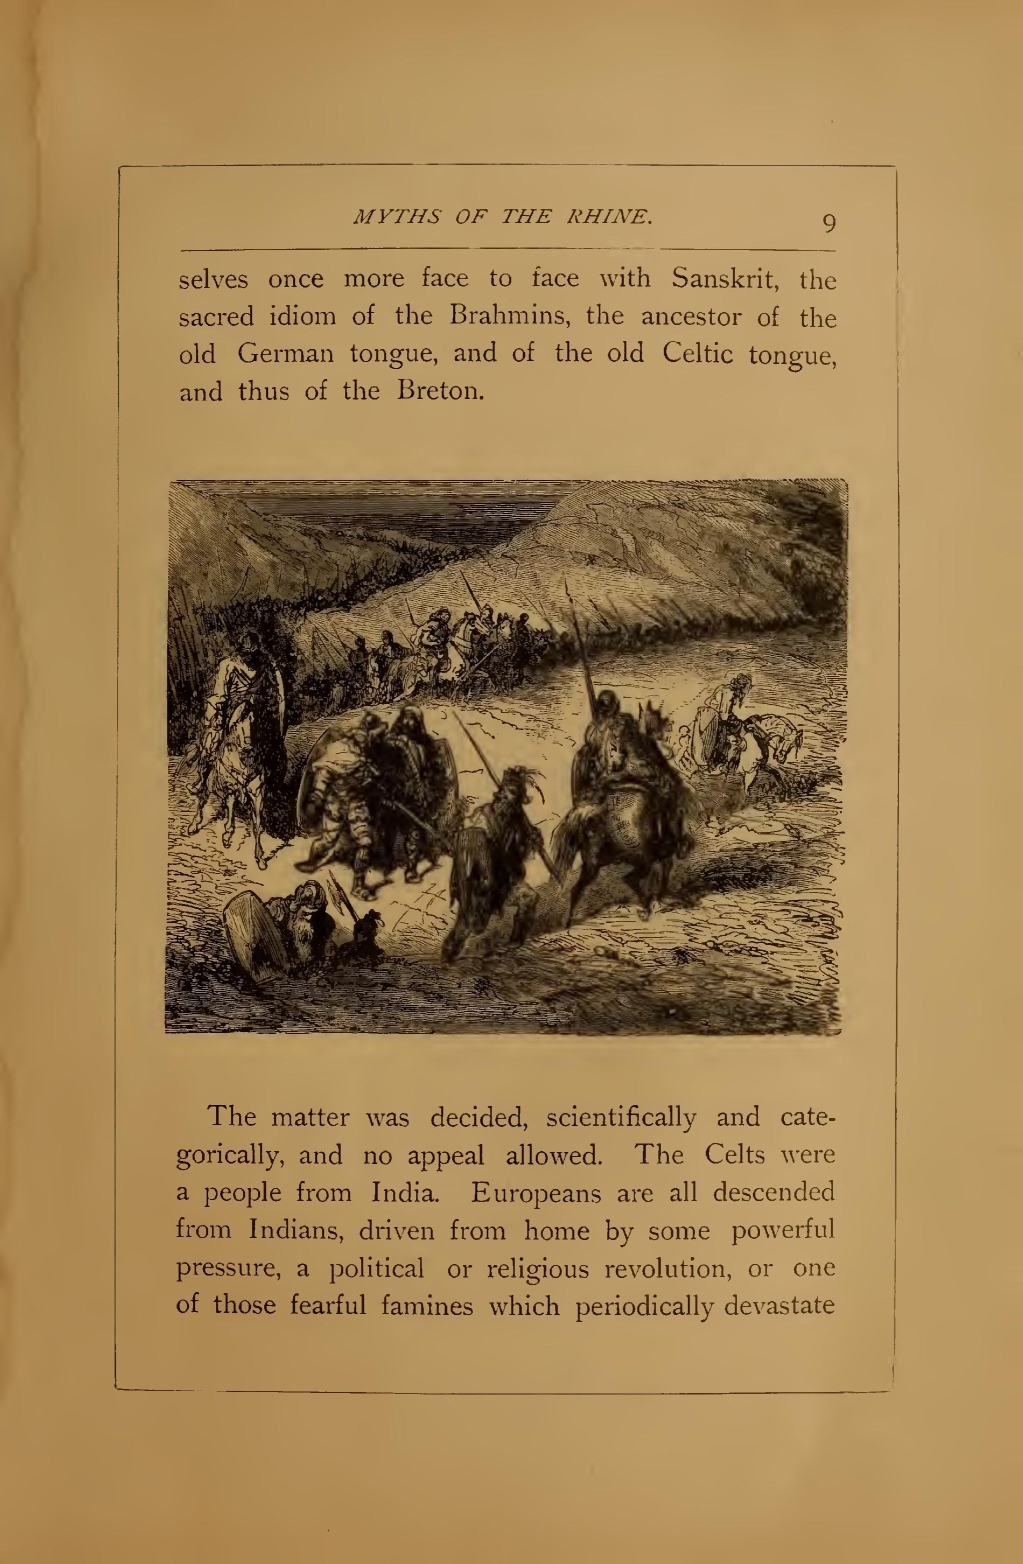 MYTHS OF THE RHINE. 9
selves once more face to face with Sanskrit, the
sacred idiom of the Brahmins, the ancestor of the
old German tongue, and of the old Celtic tongue,
and thus of the Breton.
The matter was decided, scientifically and cate-
gorically, and no appeal allowed. The Celts were
a people from India. Europeans are all descended
from Indians, driven from home by some powerful
pressure, a political or religious revolution, or one
of those fearful famines which periodically devastate